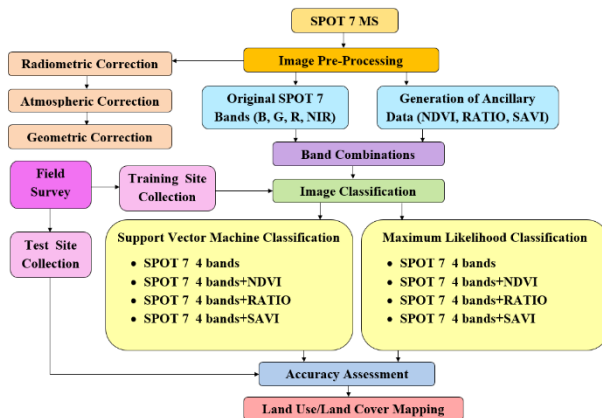 SPOT 7 MS
Image Pre-Processing
Radiometric Correction
Atmospheric Correction
Geometric Correction
Original SPOT 7
Bands (B, G, R, NIR)
Generation of Ancillary
Data (NDVI, RATIO, SAVI)
Band Combinations
Field
Survey
Training Site
Collection
Image Classification
Test Site
Collection
Support Vector Machine Classification
• SPOT 7 4 bands
• SPOT 7 4 bands+NDVI
• SPOT 7 4 bands+RATIO
• SPOT 7 4 bands+SAVI
Maximum Likelihood Classification
• SPOT 7 4 bands
• SPOT 7 4 bands+NDVI
• SPOT 7 4 bands+RATIO
• SPOT 7 4 bands+SAVI
Accuracy Assessment
Land Use/Land Cover Mapping